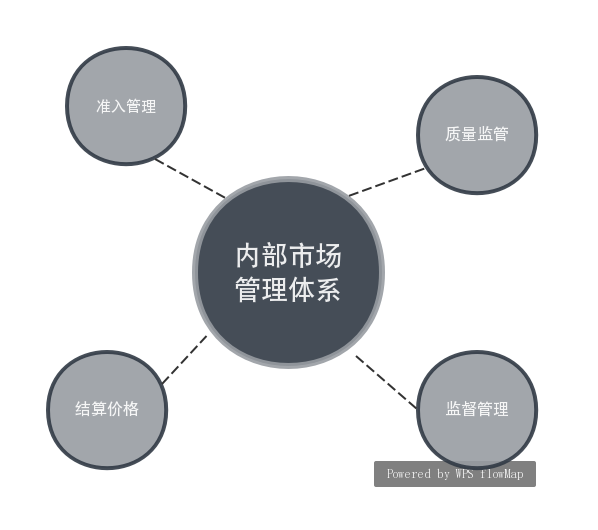 准入管理
质量监管
内部市场
管理体系
结算价格
监督管理
Powered by WPS flowMap